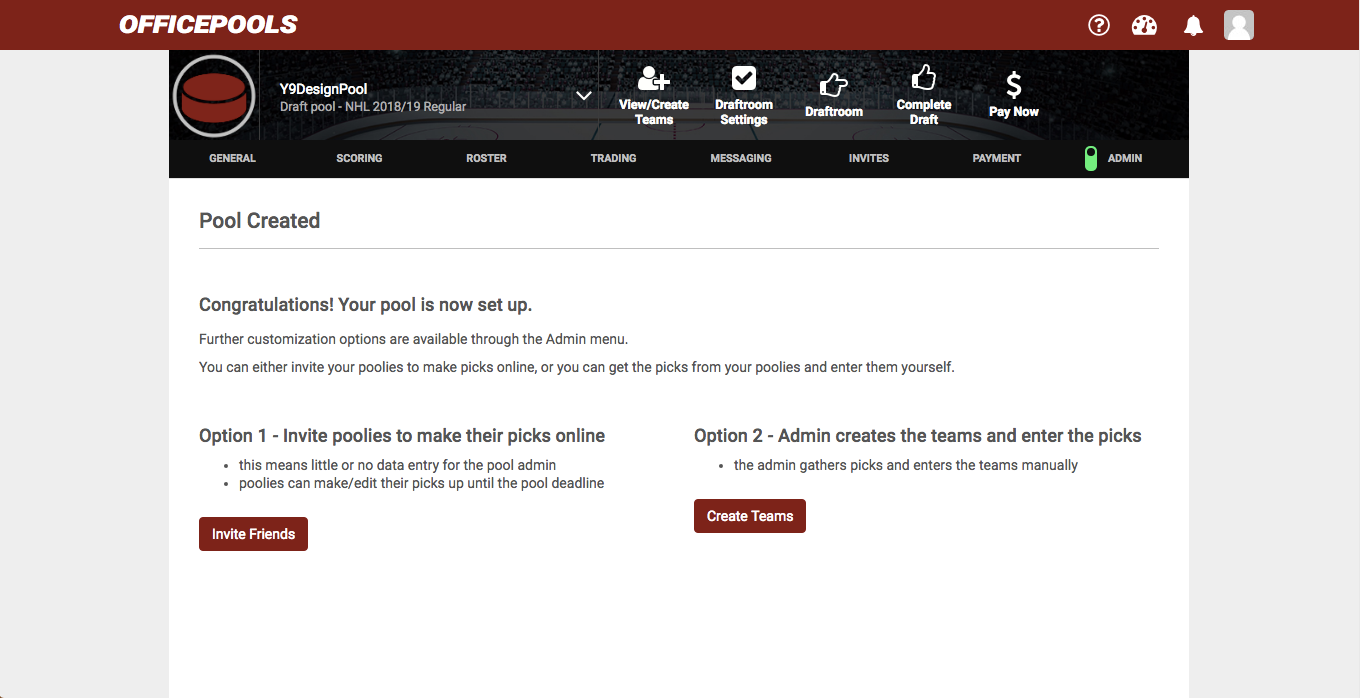 OFFICEPOOLS
Y9DesignPool
Draft pool - NHL 2018/19 Regular
View/Create
Teams
Draftroom
Settings
Draftroom
Complete
Draft
Pay Now
GENERAL
SCORING
ROSTER
TRADING
MESSAGING
INVITES
PAYMENT
ADMIN
Pool Created
Congratulations! Your pool is now set up.
Further customization options are available through the Admin menu.
You can either invite your poolies to make picks online, or you can get the picks from your poolies and enter them yourself.
Option 1 - Invite poolies to make their picks online
• this means little or no data entry for the pool admin
• poolies can make/edit their picks up until the pool deadline
Invite Friends
Option 2 - Admin creates the teams and enter the picks
• the admin gathers picks and enters the teams manually
Create Teams